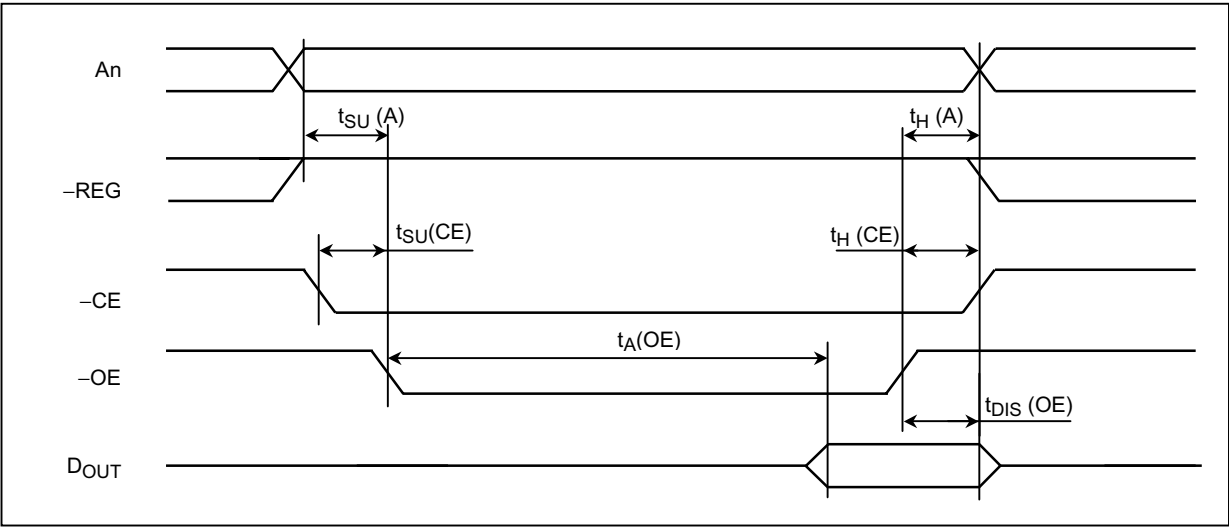 An
tSU (A)
tH (A)
−REG
tSU(CE)
tH (CE)
−CE
tA(OE)
−OE
tDIS (OE)
DOUT